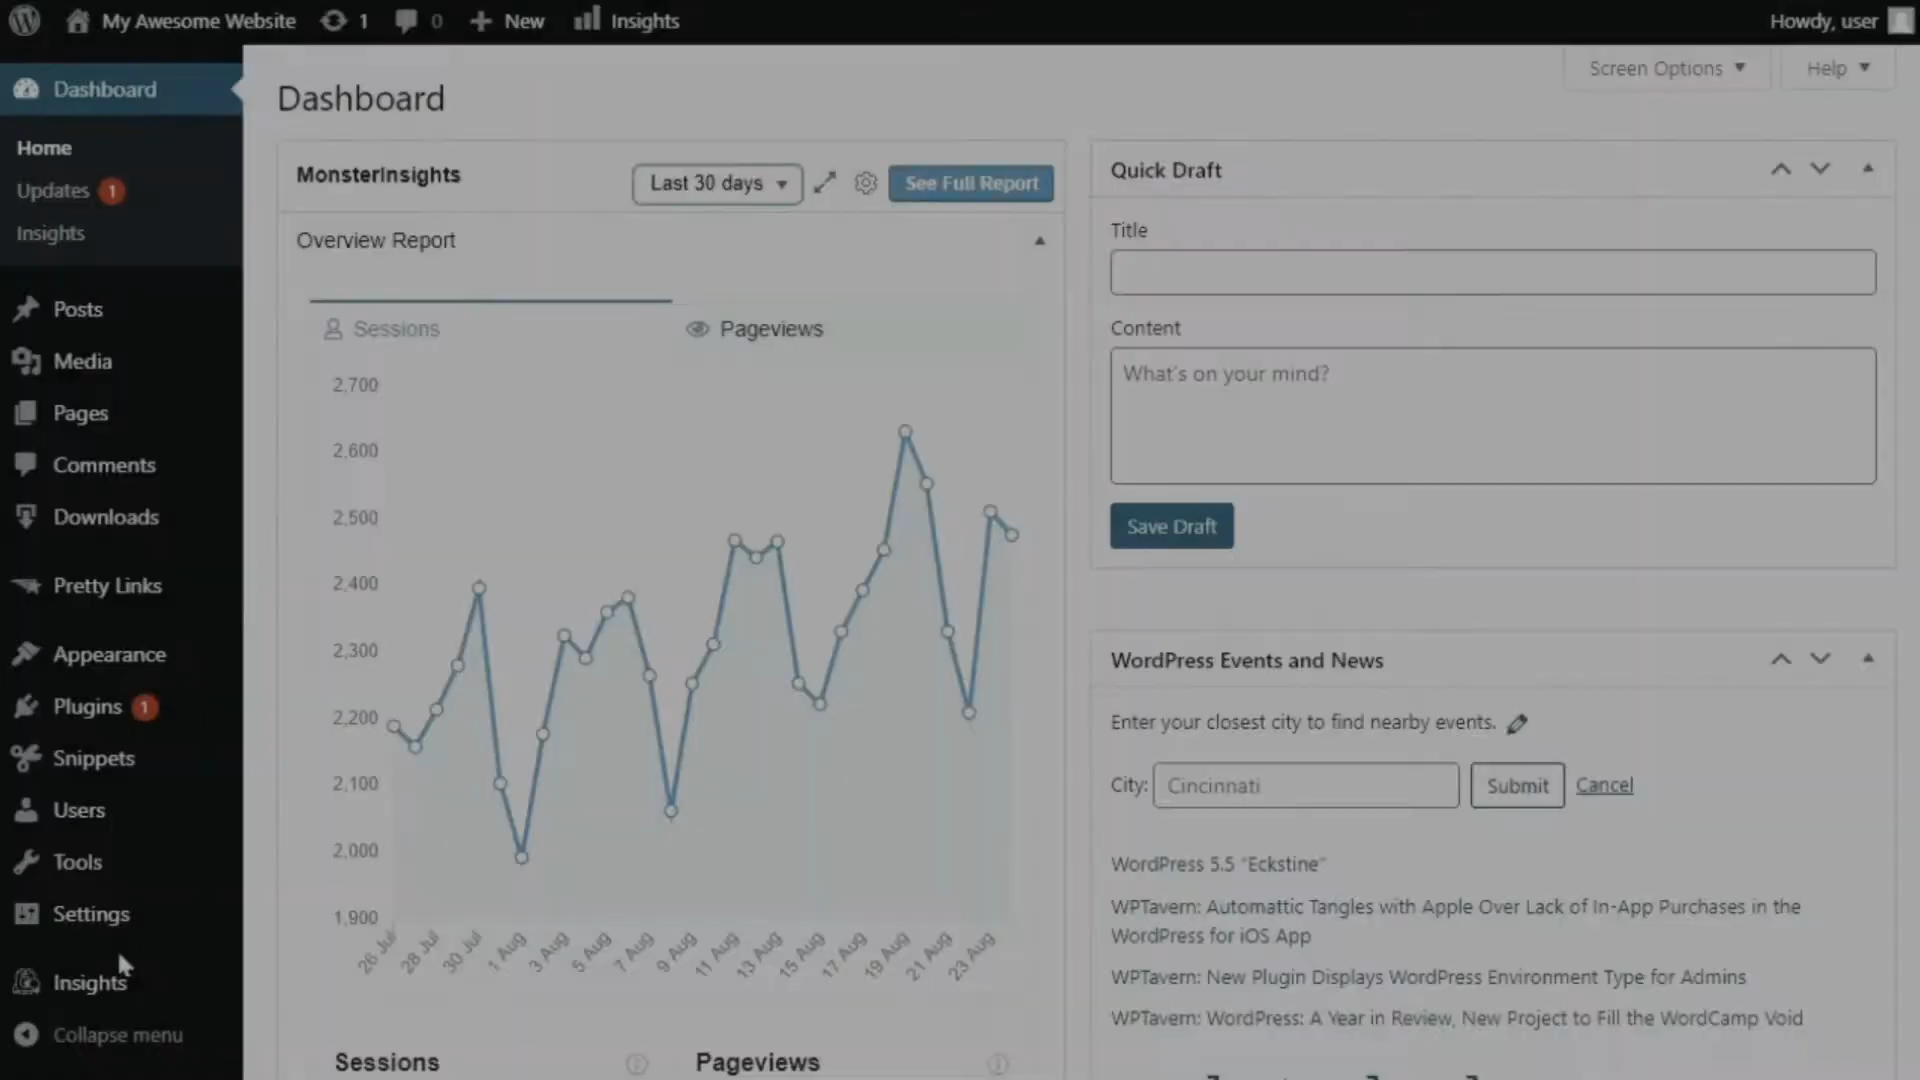 My Awesome Website
1
0
New
Insights
Howdy, user
Dashboard
Home
Updates 1
Insights
Posts
Media
Pages
Comments
Downloads
Pretty Links
Appearance
Plugins 1
Snippets
Users
Tools
Settings
Insights
Collapse menu
Screen Options
Help
Dashboard
MonsterInsights
Last 30 days
See Full Report
Overview Report
Sessions
Pageviews
2,700
2,600
2,500
2,400
2,300
2,200
2,100
2,000
1,900
26 Jul
28 Jul
30 Jul
1 Aug
3 Aug
5 Aug
7 Aug
9 Aug
11 Aug
13 Aug
15 Aug
17 Aug
19 Aug
21 Aug
23 Aug
Sessions
Pageviews
Quick Draft
Title
Content
What's on your mind?
Save Draft
WordPress Events and News
Enter your closest city to find nearby events.
City: Cincinnati
Submit
Cancel
WordPress 5.5 "Eckstine"
WPTavern: Automattic Tangles with Apple Over Lack of In-App Purchases in the
WordPress for iOS App
WPTavern: New Plugin Displays WordPress Environment Type for Admins
WPTavern: WordPress: A Year in Review, New Project to Fill the WordCamp Void